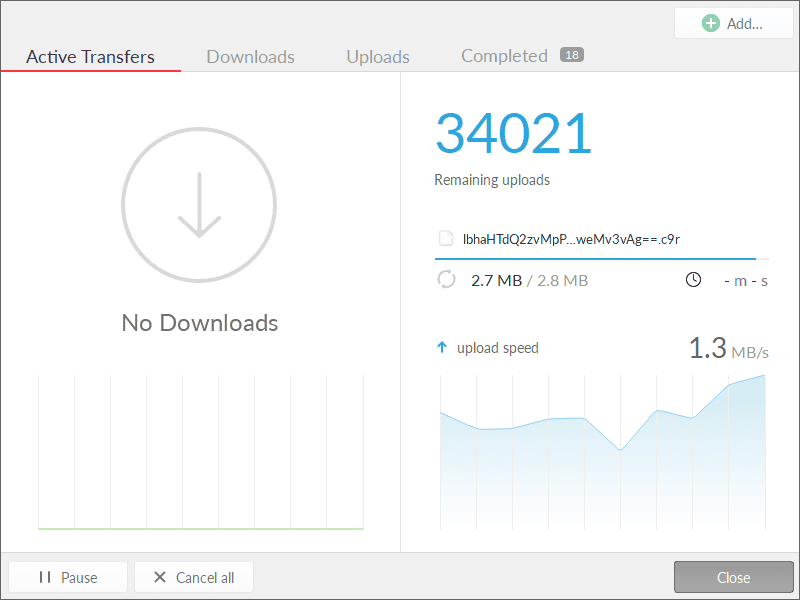 Add...
Active Transfers
Downloads
Uploads
Completed 18
34021
Remaining uploads
lbhaHTdQ2zvMpP...weMv3vAg==.c9r
2.7 MB / 2.8 MB
- m - s
No Downloads
upload speed
1.3 MB/s
Pause
Cancel all
Close